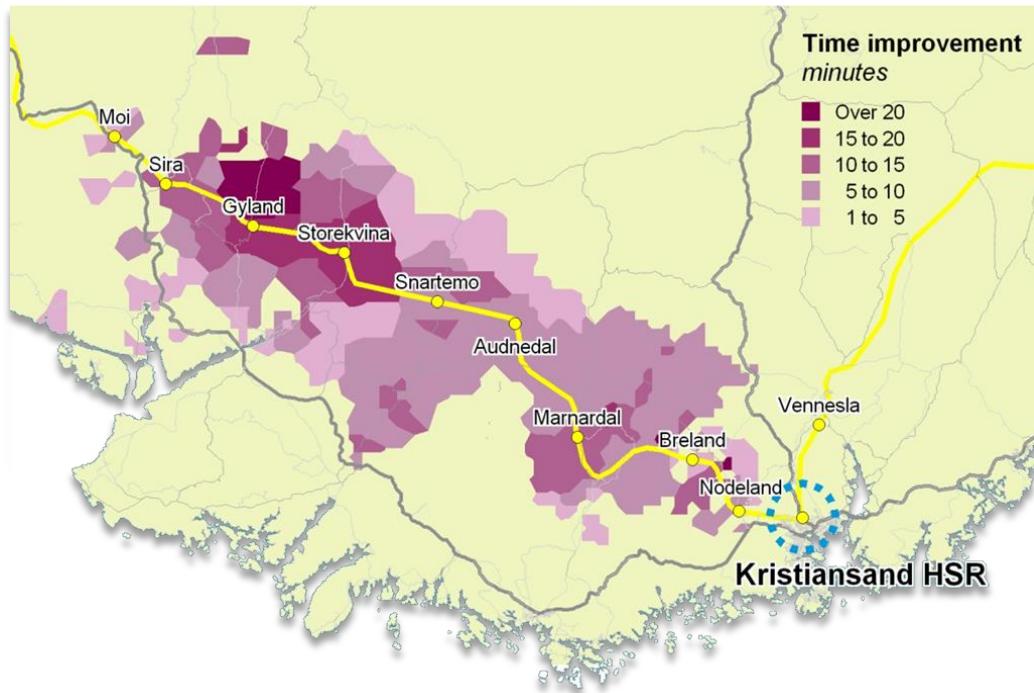 Time improvement
minutes
Over 20
15 to 20
10 to 15
5 to 10
1 to 5
Moi
Sira
Gyland
Storekvina
Snartemo
Audnedal
Marnardal
Breland
Vennesla
Nodeland
Kristiansand HSR